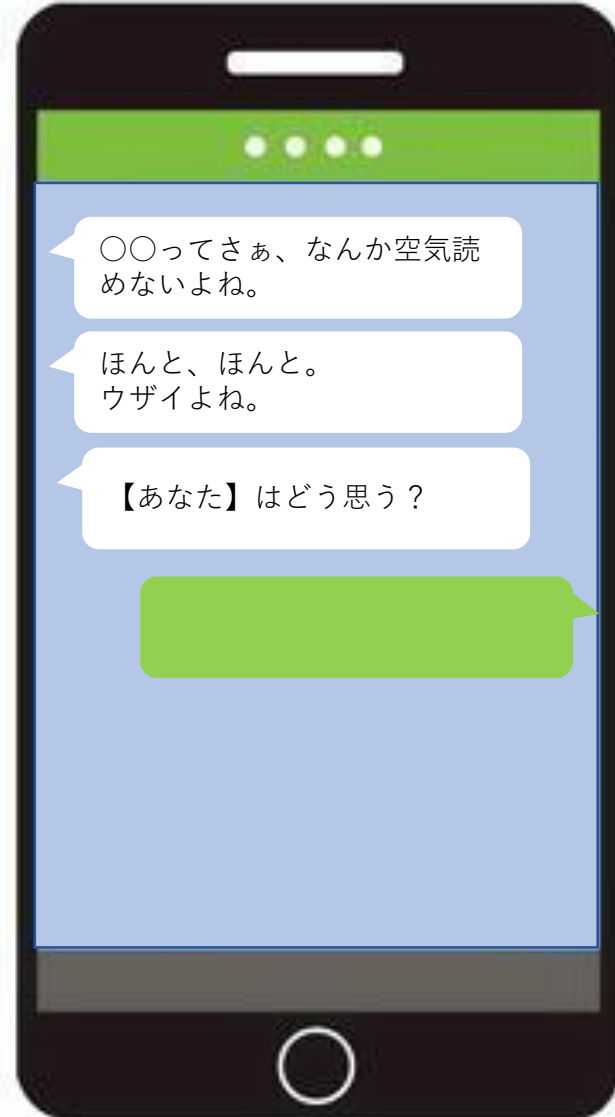 ○○ってさぁ、なんか空気読
めないよね。
ほんと、ほんと。
ウザイよね。
【あなた】はどう思う？